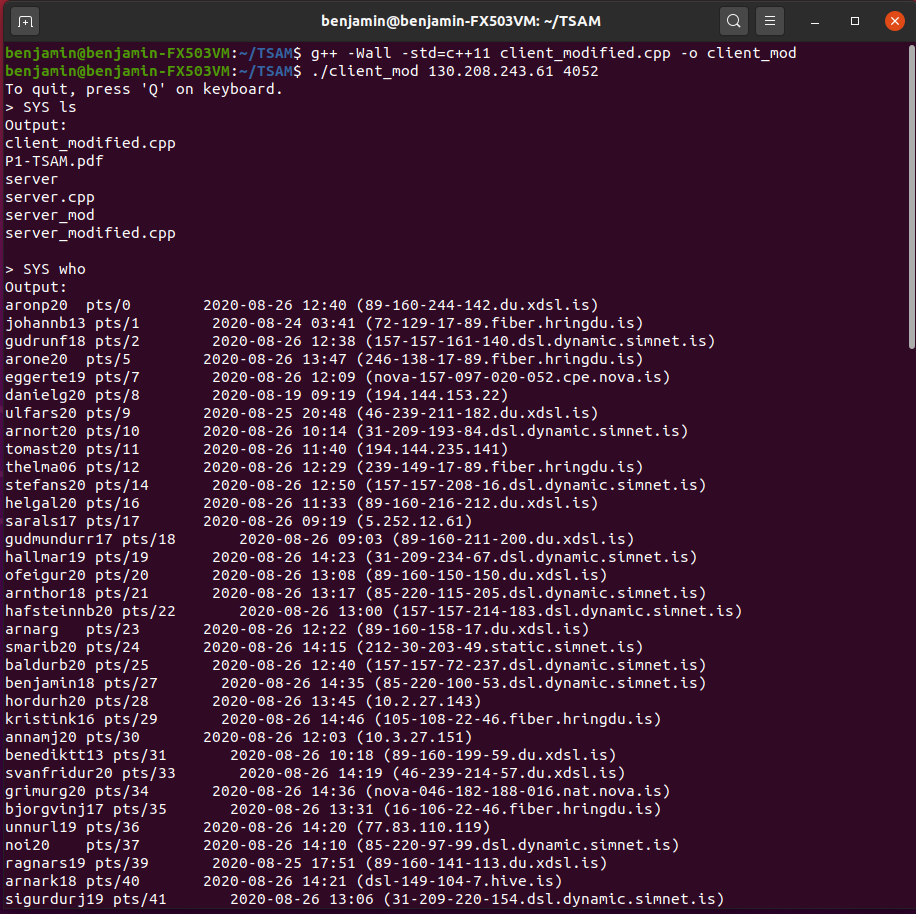 benjamin@benjamin-FX503VM: ~/TSAM
benjamin@benjamin-FX503VM:~/TSAM$ g++ -Wall -std=c++11 client_modified.cpp -o client_mod
benjamin@benjamin-FX503VM:~/TSAM$ ./client_mod 130.208.243.61 4052
To quit, press 'Q' on keyboard.
> SYS ls
Output:
client_modified.cpp
P1-TSAM.pdf
server
server.cpp
server_mod
server_modified.cpp

> SYS who
Output:
aronp20  pts/0        2020-08-26 12:40 (89-160-244-142.du.xdsl.is)
johannb13 pts/1        2020-08-24 03:41 (72-129-17-89.fiber.hringdu.is)
gudrunf18 pts/2        2020-08-26 12:38 (157-157-161-140.dsl.dynamic.simnet.is)
arone20  pts/5        2020-08-26 13:47 (246-138-17-89.fiber.hringdu.is)
eggerte19 pts/7        2020-08-26 12:09 (nova-157-097-020-052.cpe.nova.is)
danielg20 pts/8        2020-08-19 09:19 (194.144.153.22)
ulfars20 pts/9        2020-08-25 20:48 (46-239-211-182.du.xdsl.is)
arnort20 pts/10       2020-08-26 10:14 (31-209-193-84.dsl.dynamic.simnet.is)
tomast20 pts/11       2020-08-26 11:40 (194.144.235.141)
thelma06 pts/12       2020-08-26 12:29 (239-149-17-89.fiber.hringdu.is)
stefans20 pts/14       2020-08-26 12:50 (157-157-208-16.dsl.dynamic.simnet.is)
helgal20 pts/16       2020-08-26 11:33 (89-160-216-212.du.xdsl.is)
sarals17 pts/17       2020-08-26 09:19 (5.252.12.61)
gudmundurr17 pts/18       2020-08-26 09:03 (89-160-211-200.du.xdsl.is)
hallmar19 pts/19       2020-08-26 14:23 (31-209-234-67.dsl.dynamic.simnet.is)
ofeigur20 pts/20       2020-08-26 13:08 (89-160-150-150.du.xdsl.is)
arnthor18 pts/21       2020-08-26 13:17 (85-220-115-205.dsl.dynamic.simnet.is)
hafsteinnb20 pts/22       2020-08-26 13:00 (157-157-214-183.dsl.dynamic.simnet.is)
arnarg   pts/23       2020-08-26 12:22 (89-160-158-17.du.xdsl.is)
smarib20 pts/24       2020-08-26 14:15 (212-30-203-49.static.simnet.is)
baldurb20 pts/25       2020-08-26 12:40 (157-157-72-237.dsl.dynamic.simnet.is)
benjamin18 pts/27       2020-08-26 14:35 (85-220-100-53.dsl.dynamic.simnet.is)
hordurh20 pts/28       2020-08-26 13:45 (10.2.27.143)
kristink16 pts/29       2020-08-26 14:46 (105-108-22-46.fiber.hringdu.is)
annamj20 pts/30       2020-08-26 12:03 (10.3.27.151)
benediktt13 pts/31       2020-08-26 10:18 (89-160-199-59.du.xdsl.is)
svanfridur20 pts/33       2020-08-26 14:19 (46-239-214-57.du.xdsl.is)
grimurg20 pts/34       2020-08-26 14:36 (nova-046-182-188-016.nat.nova.is)
bjorgvinj17 pts/35       2020-08-26 13:31 (16-106-22-46.fiber.hringdu.is)
unnurl19 pts/36       2020-08-26 14:20 (77.83.110.119)
noi20    pts/37       2020-08-26 14:10 (85-220-97-99.dsl.dynamic.simnet.is)
ragnars19 pts/39       2020-08-25 17:51 (89-160-141-113.du.xdsl.is)
arnark18 pts/40       2020-08-26 14:21 (dsl-149-104-7.hive.is)
sigurdurj19 pts/41       2020-08-26 13:06 (31-209-220-154.dsl.dynamic.simnet.is)